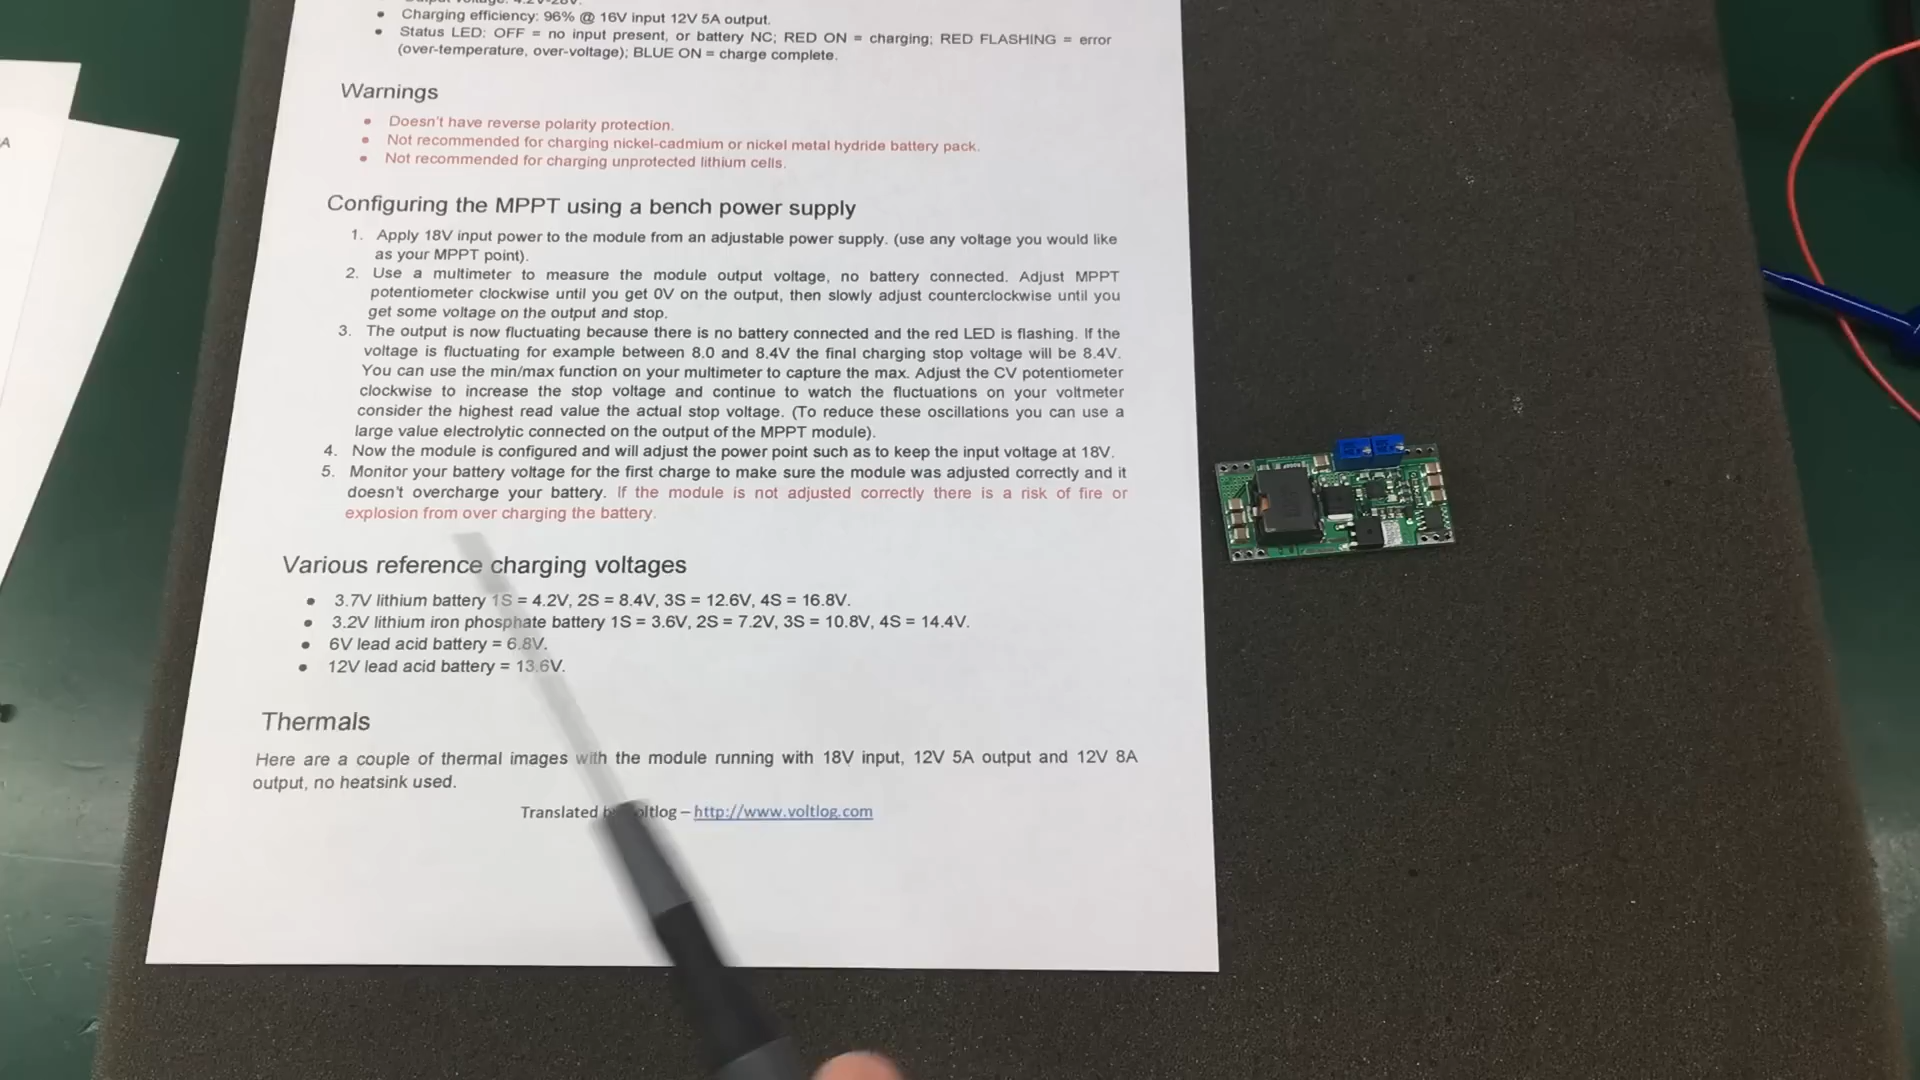 Charging efficiency: 96% @ 16V input 12V 5A output.
Status LED: OFF = no input present, or battery NC; RED ON = charging; RED FLASHING = error
(over-temperature, over-voltage); BLUE ON = charge complete.
Warnings
Doesn't have reverse polarity protection.
Not recommended for charging nickel-cadmium or nickel metal hydride battery pack.
Not recommended for charging unprotected lithium cells.
Configuring the MPPT using a bench power supply
1. Apply 18V input power to the module from an adjustable power supply. (use any voltage you would like
as your MPPT point).
2. Use a multimeter to measure the module output voltage, no battery connected. Adjust MPPT
potentiometer clockwise until you get 0V on the output, then slowly adjust counterclockwise until you
get some voltage on the output and stop.
3. The output is now fluctuating because there is no battery connected and the red LED is flashing. If the
voltage is fluctuating for example between 8.0 and 8.4V the final charging stop voltage will be 8.4V.
You can use the min/max function on your multimeter to capture the max. Adjust the CV potentiometer
clockwise to increase the stop voltage and continue to watch the fluctuations on your voltmeter
consider the highest read value the actual stop voltage. (To reduce these oscillations you can use a
large value electrolytic connected on the output of the MPPT module).
4. Now the module is configured and will adjust the power point such as to keep the input voltage at 18V.
5. Monitor your battery voltage for the first charge to make sure the module was adjusted correctly and it
doesn't overcharge your battery. If the module is not adjusted correctly there is a risk of fire or
explosion from over charging the battery.
Various reference charging voltages
3.7V lithium battery 1S = 4.2V, 2S = 8.4V, 3S = 12.6V, 4S = 16.8V.
3.2V lithium iron phosphate battery 1S = 3.6V, 2S = 7.2V, 3S = 10.8V, 4S = 14.4V.
6V lead acid battery = 6.8V.
12V lead acid battery = 13.6V.
Thermals
Here are a couple of thermal images with the module running with 18V input, 12V 5A output and 12V 8A
output, no heatsink used.
Translated by Voltlog – http://www.voltlog.com
A